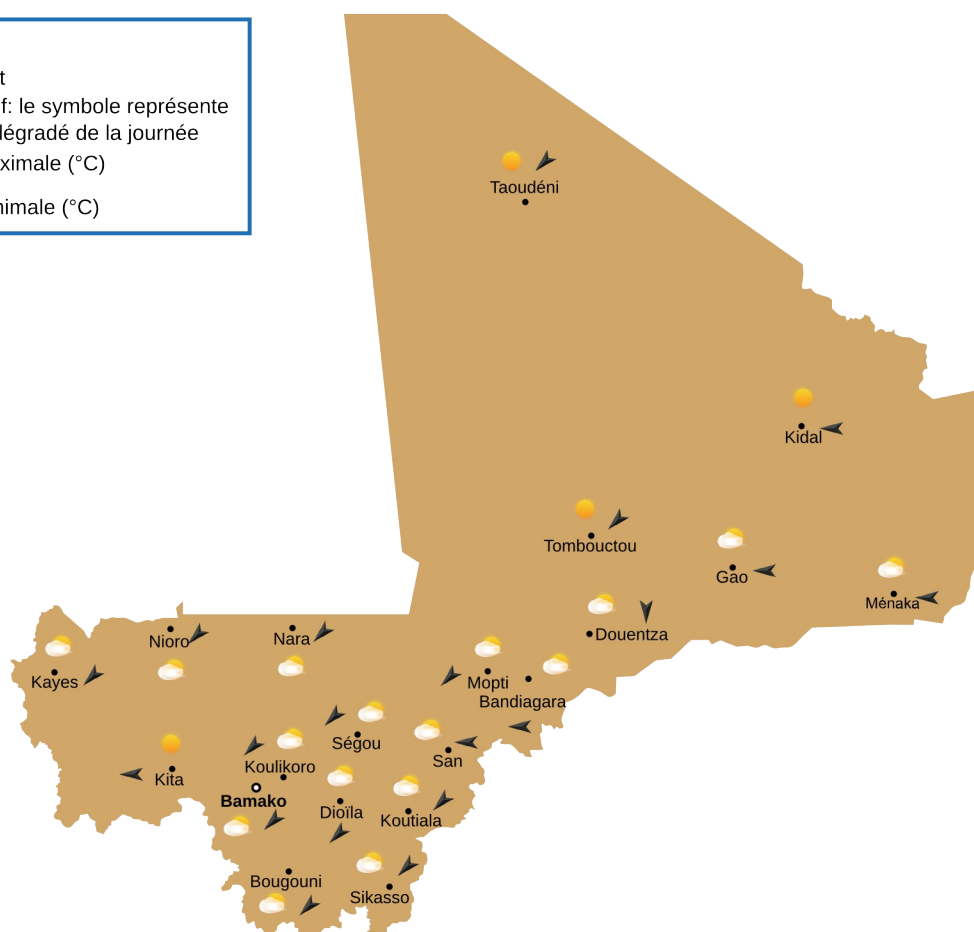 t
f: le symbole représente
dégradé de la journée
ximale (°C)
nimale (°C)
Taoudéni
Kidal
Tombouctou
Gao
Ménaka
Douentza
Nioro
Nara
Kayes
Mopti
Bandiagara
Ségou
San
Koulikoro
Kita
Bamako
Dioïla
Koutiala
Bougouni
Sikasso